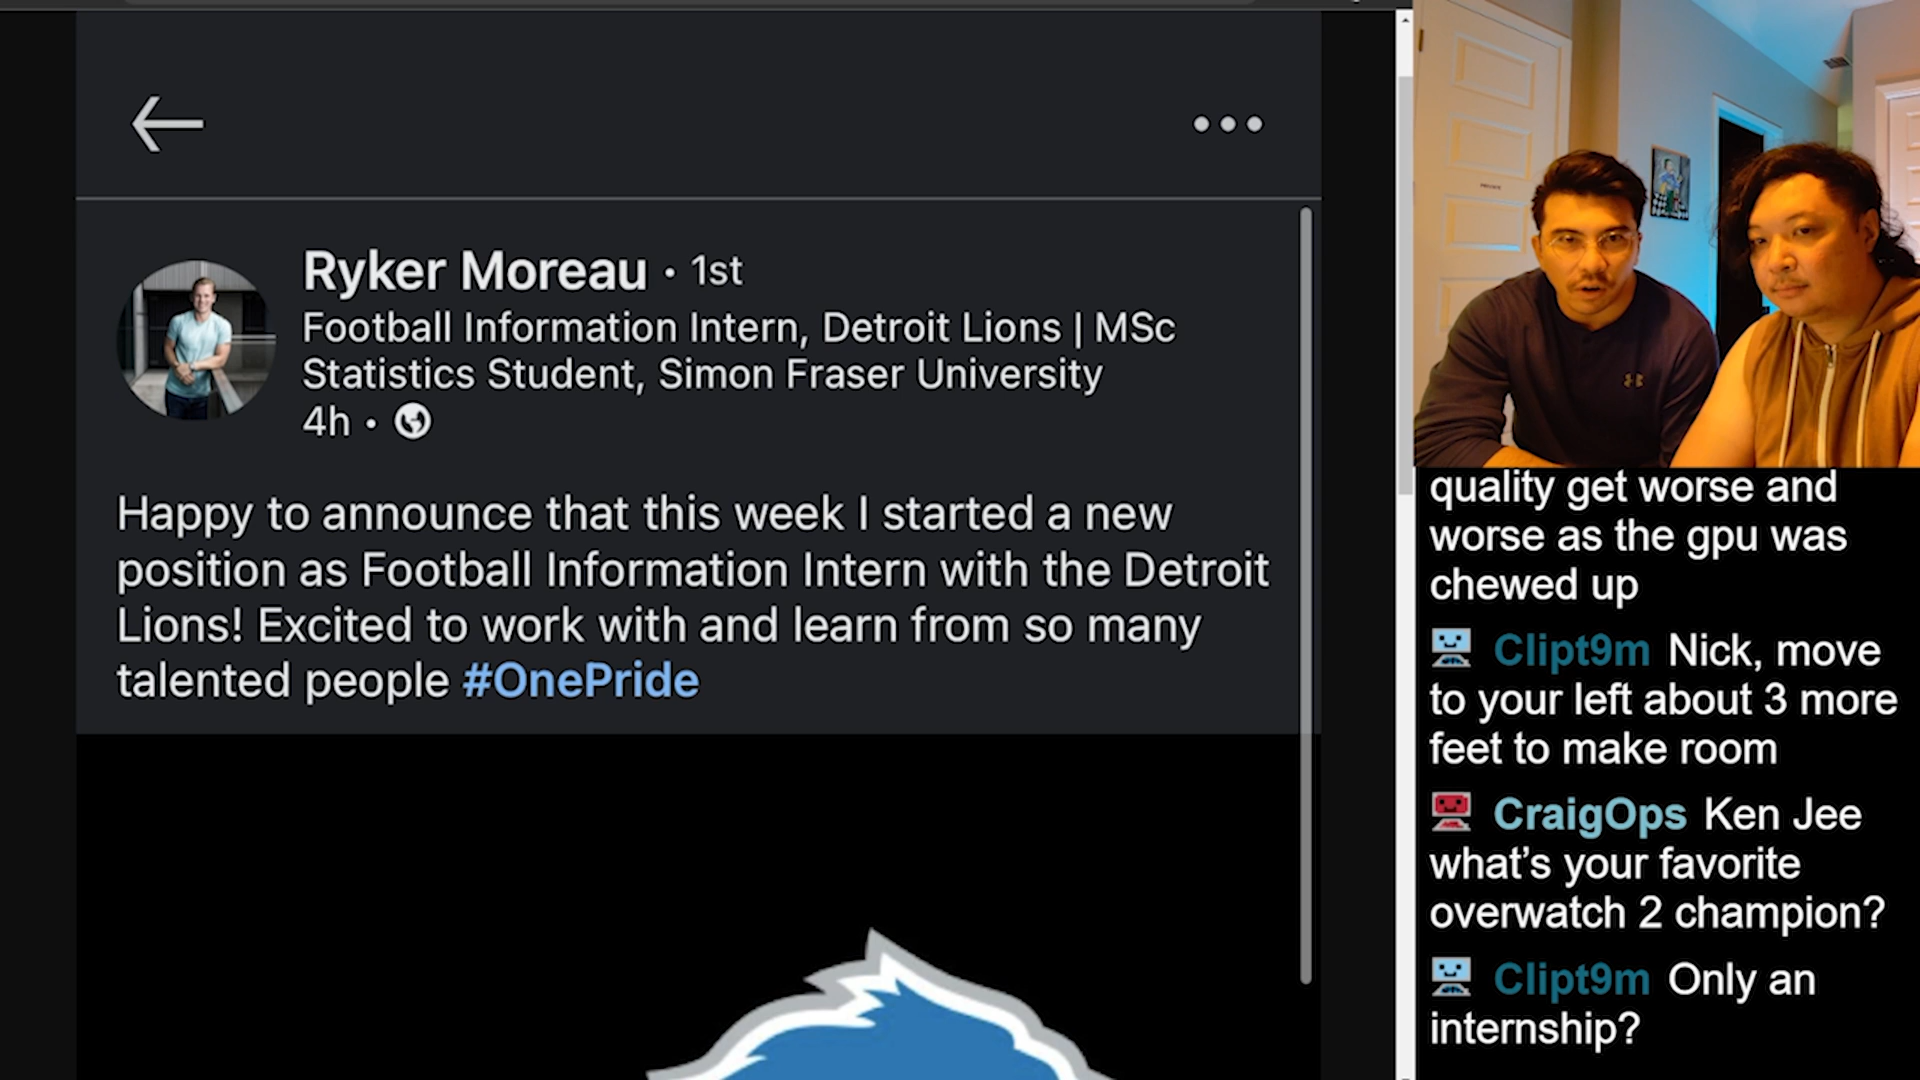 Ryker Moreau • 1st
Football Information Intern, Detroit Lions | MSc
Statistics Student, Simon Fraser University
4h •
Happy to announce that this week I started a new
position as Football Information Intern with the Detroit
Lions! Excited to work with and learn from so many
talented people #OnePride
quality get worse and
worse as the gpu was
chewed up
Clipt9m Nick, move
to your left about 3 more
feet to make room
CraigOps Ken Jee
what's your favorite
overwatch 2 champion?
Clipt9m Only an
internship?